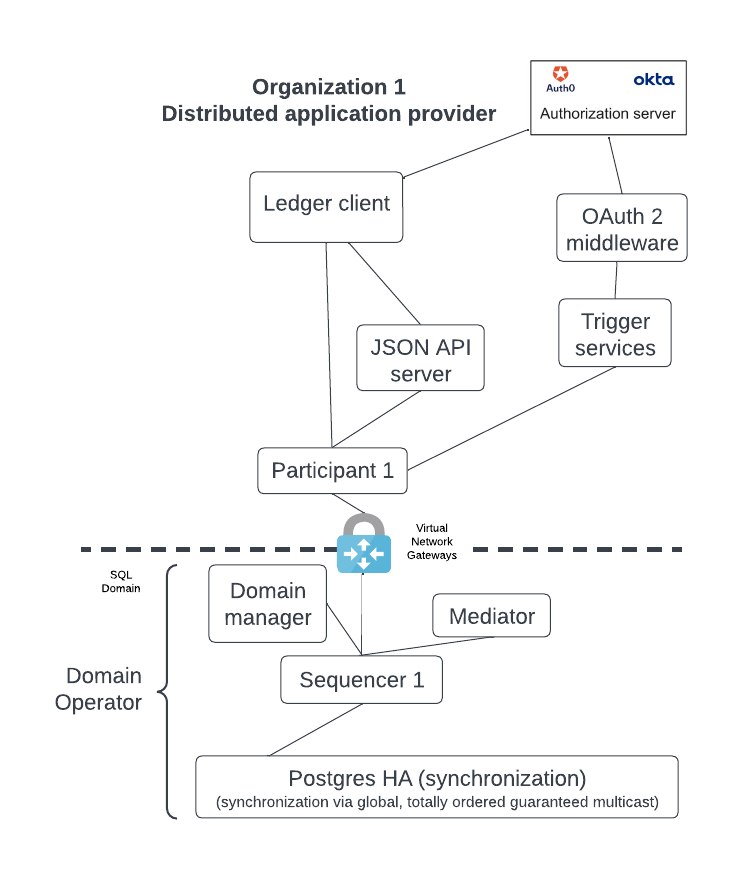 Organization 1
Distributed application provider
Auth0
okta
Authorization server
Ledger client
OAuth 2
middleware
JSON API
server
Trigger
services
Participant 1
Virtual
Network
Gateways
SQL
Domain
Domain
manager
Mediator
Domain
Operator
Sequencer 1
Postgres HA (synchronization)
(synchronization via global, totally ordered guaranteed multicast)